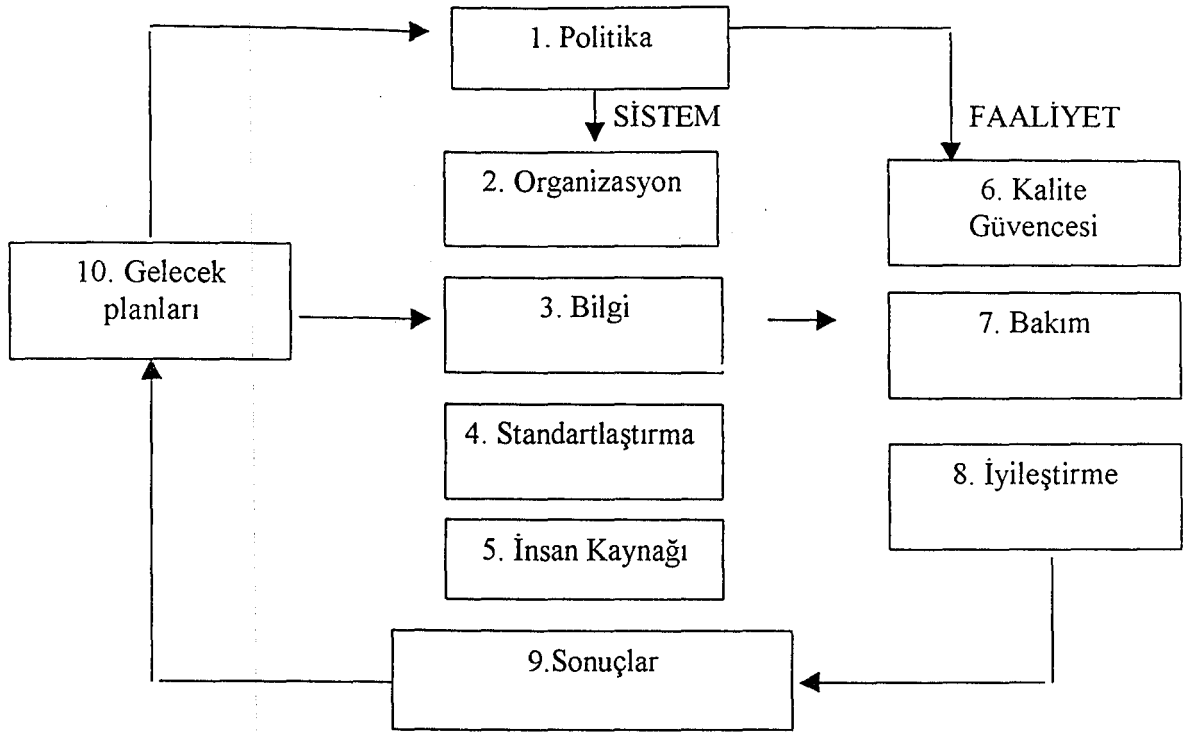 1. Politika
SİSTEM
FAALİYET
2. Organizasyon
6. Kalite
Güvencesi
10. Gelecek
planları
3. Bilgi
7. Bakım
4. Standartlaştırma
8. İyileştirme
5. İnsan Kaynağı
9.Sonuçlar